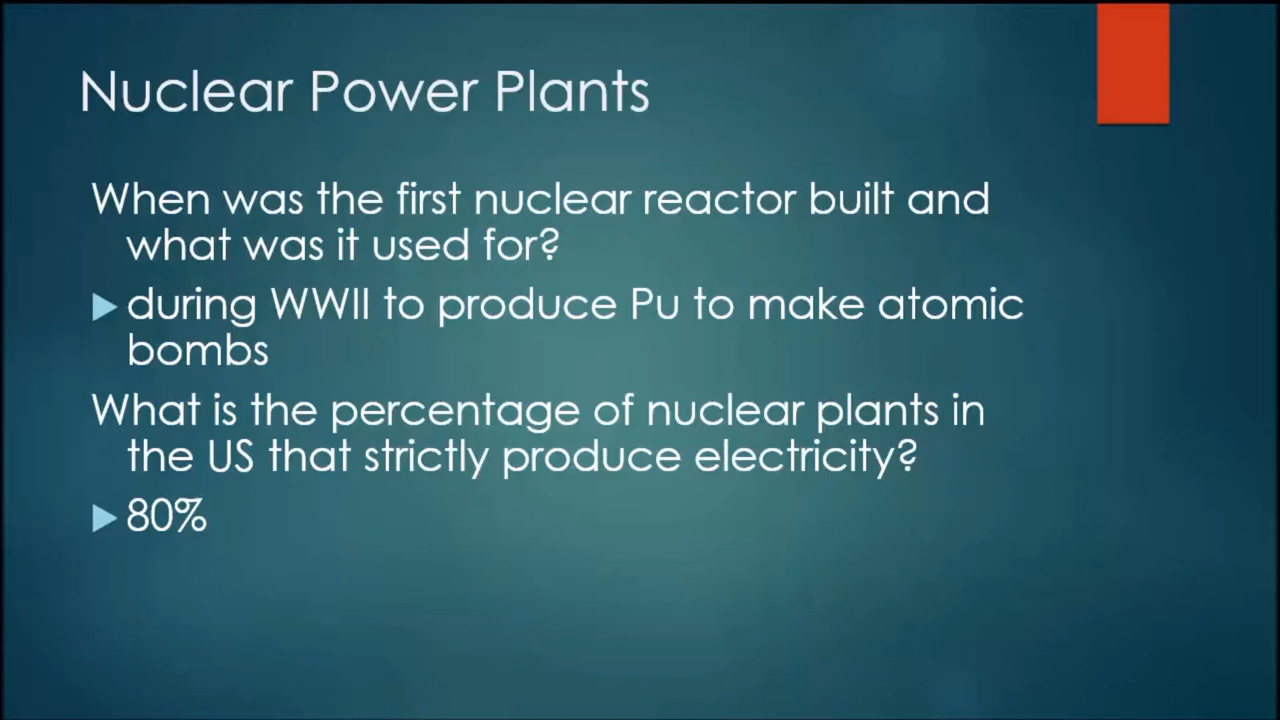 Nuclear Power Plants
When was the first nuclear reactor built and
what was it used for?
during WWII to produce Pu to make atomic
bombs
What is the percentage of nuclear plants in
the US that strictly produce electricity?
80%